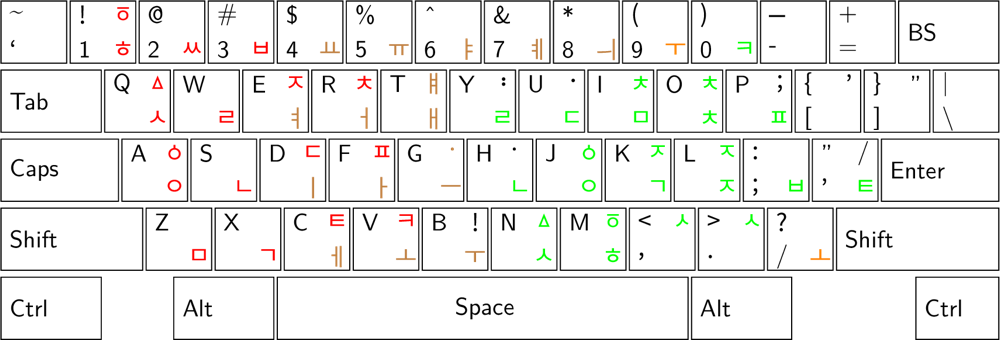 ~ ! ㆆ @ # $ % ^ & * ( ) — + BS
‘ 1 ㅎ 2 ㅆ 3 ㅂ 4 ㅛ 5 ㅠ 6 ㅑ 7 ㅖ 8 ㅢ 9 ㅜ 0 ㅋ - =
Tab Q ㅿ W E ㅈ R ㅊ T ㅒ Y : U · I ㅊ O ㅊ P ; { ’ } ” |
ㅅ ㄹ ㅕ ㅓ ㅐ ㄹ ㄷ ㅁ ㅊ ㅍ [ ] \
Caps A ㆁ S D ㄷ F ㅍ G · H · J ㆁ K ㅈ L ㅈ : ” / Enter
ㅇ ㄴ ㅣ ㅏ ㅡ ㄴ ㅇ ㄱ ㅈ ; ㅂ ’ ㅌ
Shift Z X C ㅌ V ㅋ B ! N ㅿ M ㆆ < ㅅ > ㅅ ? Shift
ㅁ ㄱ ㅔ ㅗ ㅜ ㅅ ㅎ , . / ㅗ
Ctrl Alt Space Alt Ctrl